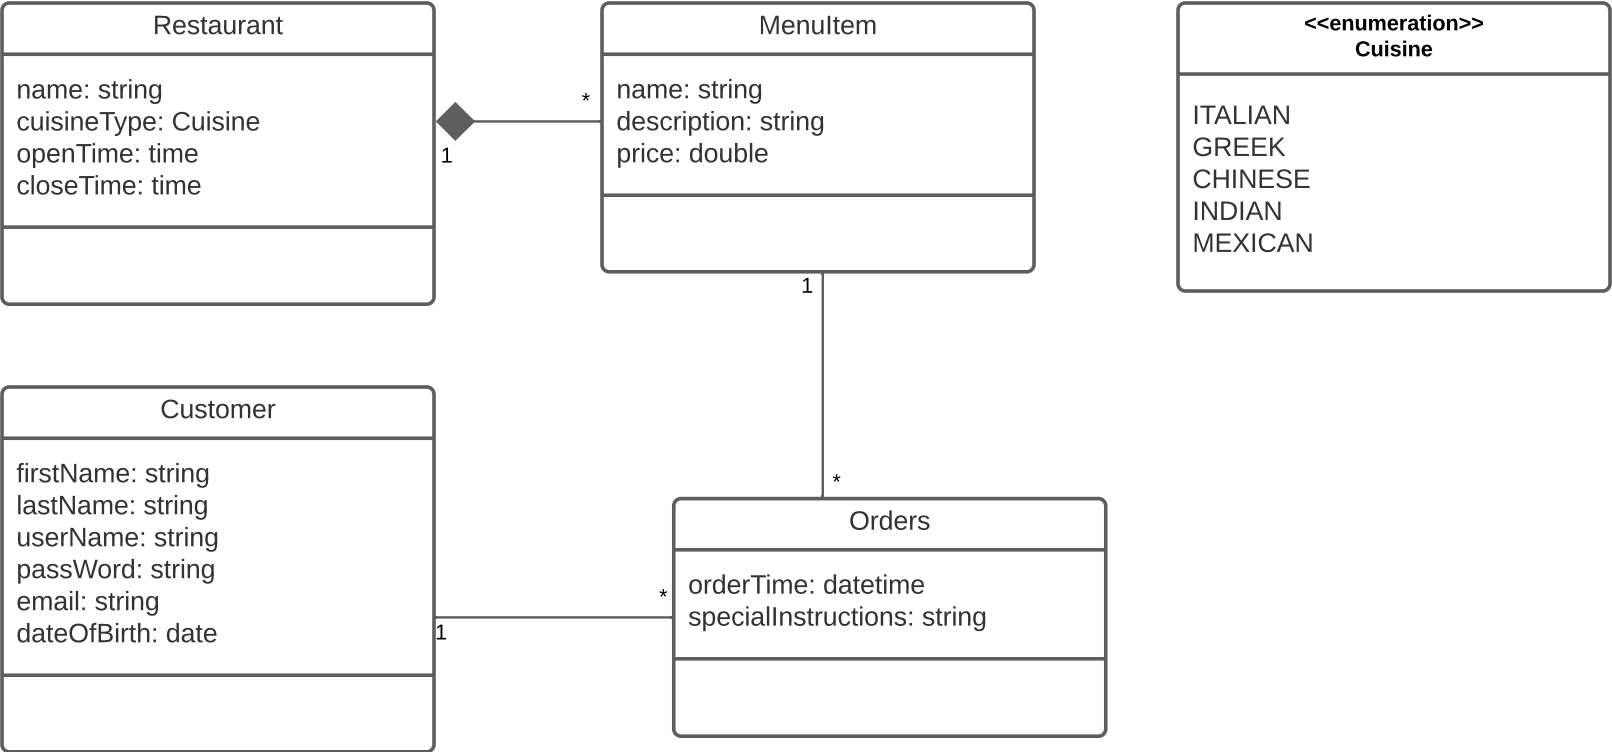 Restaurant
name: string
cuisineType: Cuisine
openTime: time
closeTime: time
1
*
MenuItem
name: string
description: string
price: double
<<enumeration>>
Cuisine
ITALIAN
GREEK
CHINESE
INDIAN
MEXICAN
1
*
Customer
firstName: string
lastName: string
userName: string
passWord: string
email: string
dateOfBirth: date
1
*
Orders
orderTime: datetime
specialInstructions: string